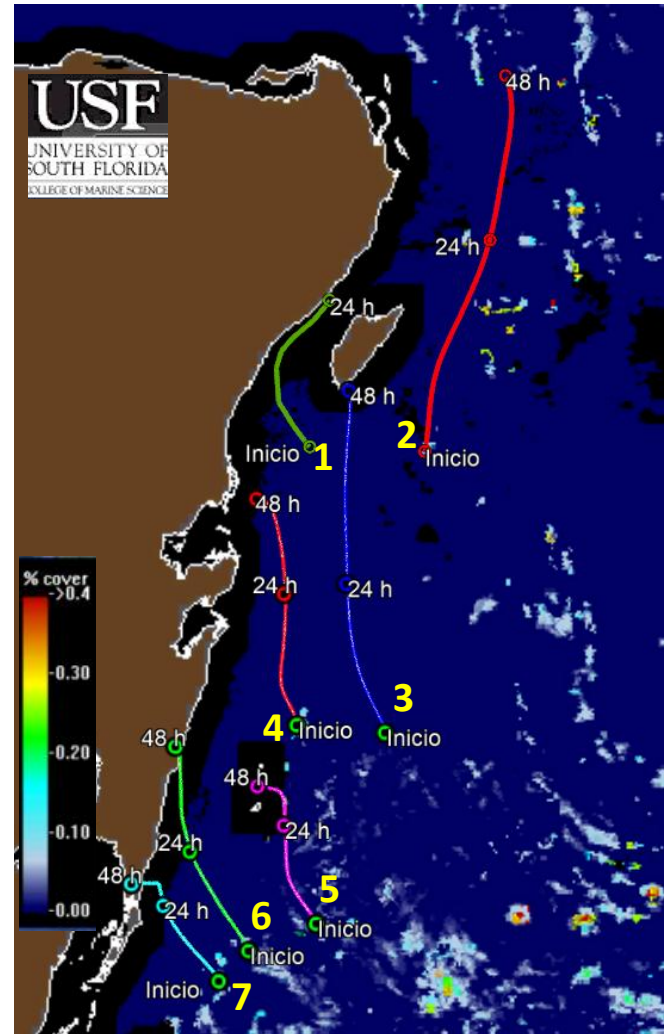 48 h
USF
UNIVERSITY OF
SOUTH FLORIDA
COLLEGE OF MARINE SCIENCE
24 h
24 h
48 h
2
Inicio
1
Inicio
48 h
% cover
->0.4
24 h
24 h
-0.30
3
4
Inicio
Inicio
-0.20
48 h
48 h
-0.10
24 h
24 h
48 h
5
-0.00
24 h
6
Inicio
Inicio
Inicio
7